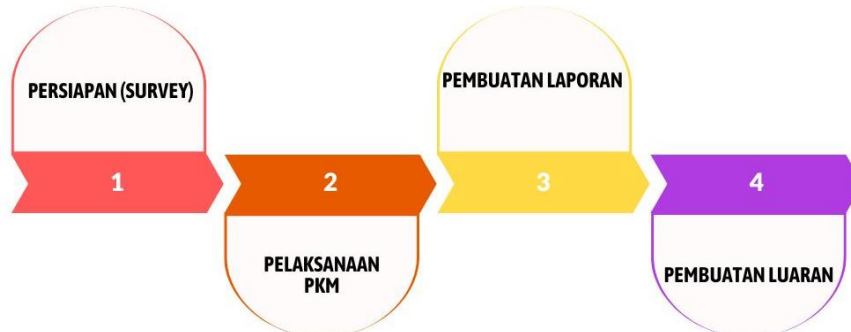 PERSIAPAN (SURVEY)
1
2
PELAKSANAAN
PKM
PEMBUATAN LAPORAN
3
4
PEMBUATAN LUARAN